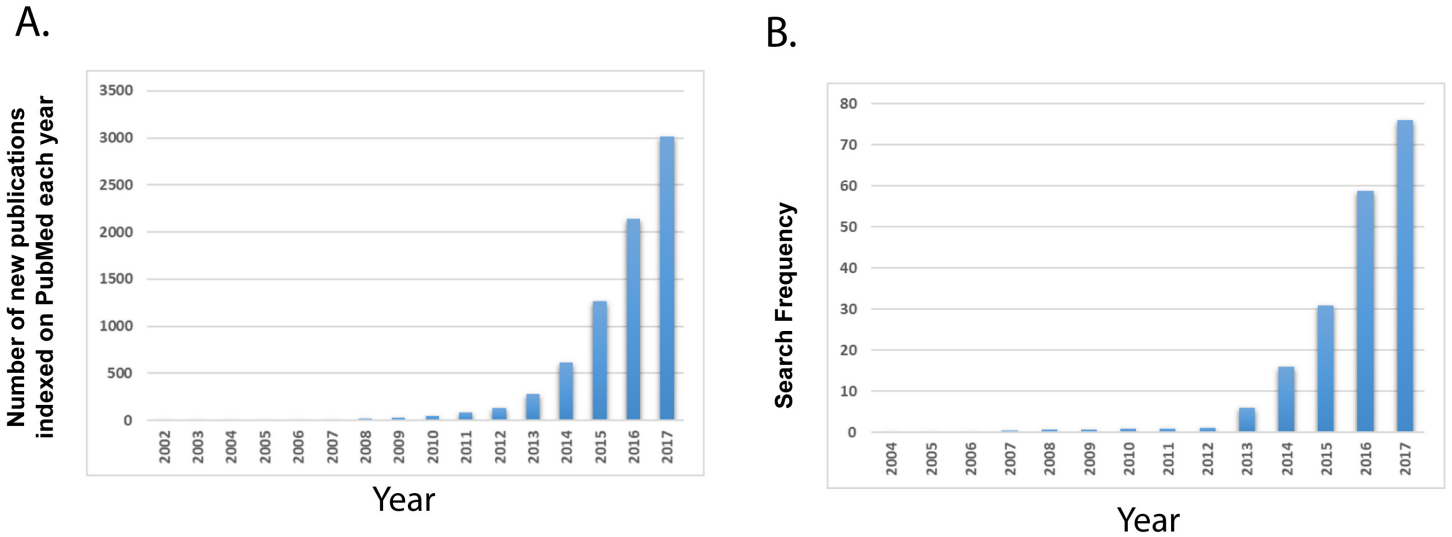 A.
Number of new publications
indexed on PubMed each year
3500
3000
2500
2000
1500
1000
500
0
2002 2003 2004 2005 2006 2007 2008 2009 2010 2011 2012 2013 2014 2015 2016 2017
Year
B.
Search Frequency
80
70
60
50
40
30
20
10
0
2004 2005 2006 2007 2008 2009 2010 2011 2012 2013 2014 2015 2016 2017
Year